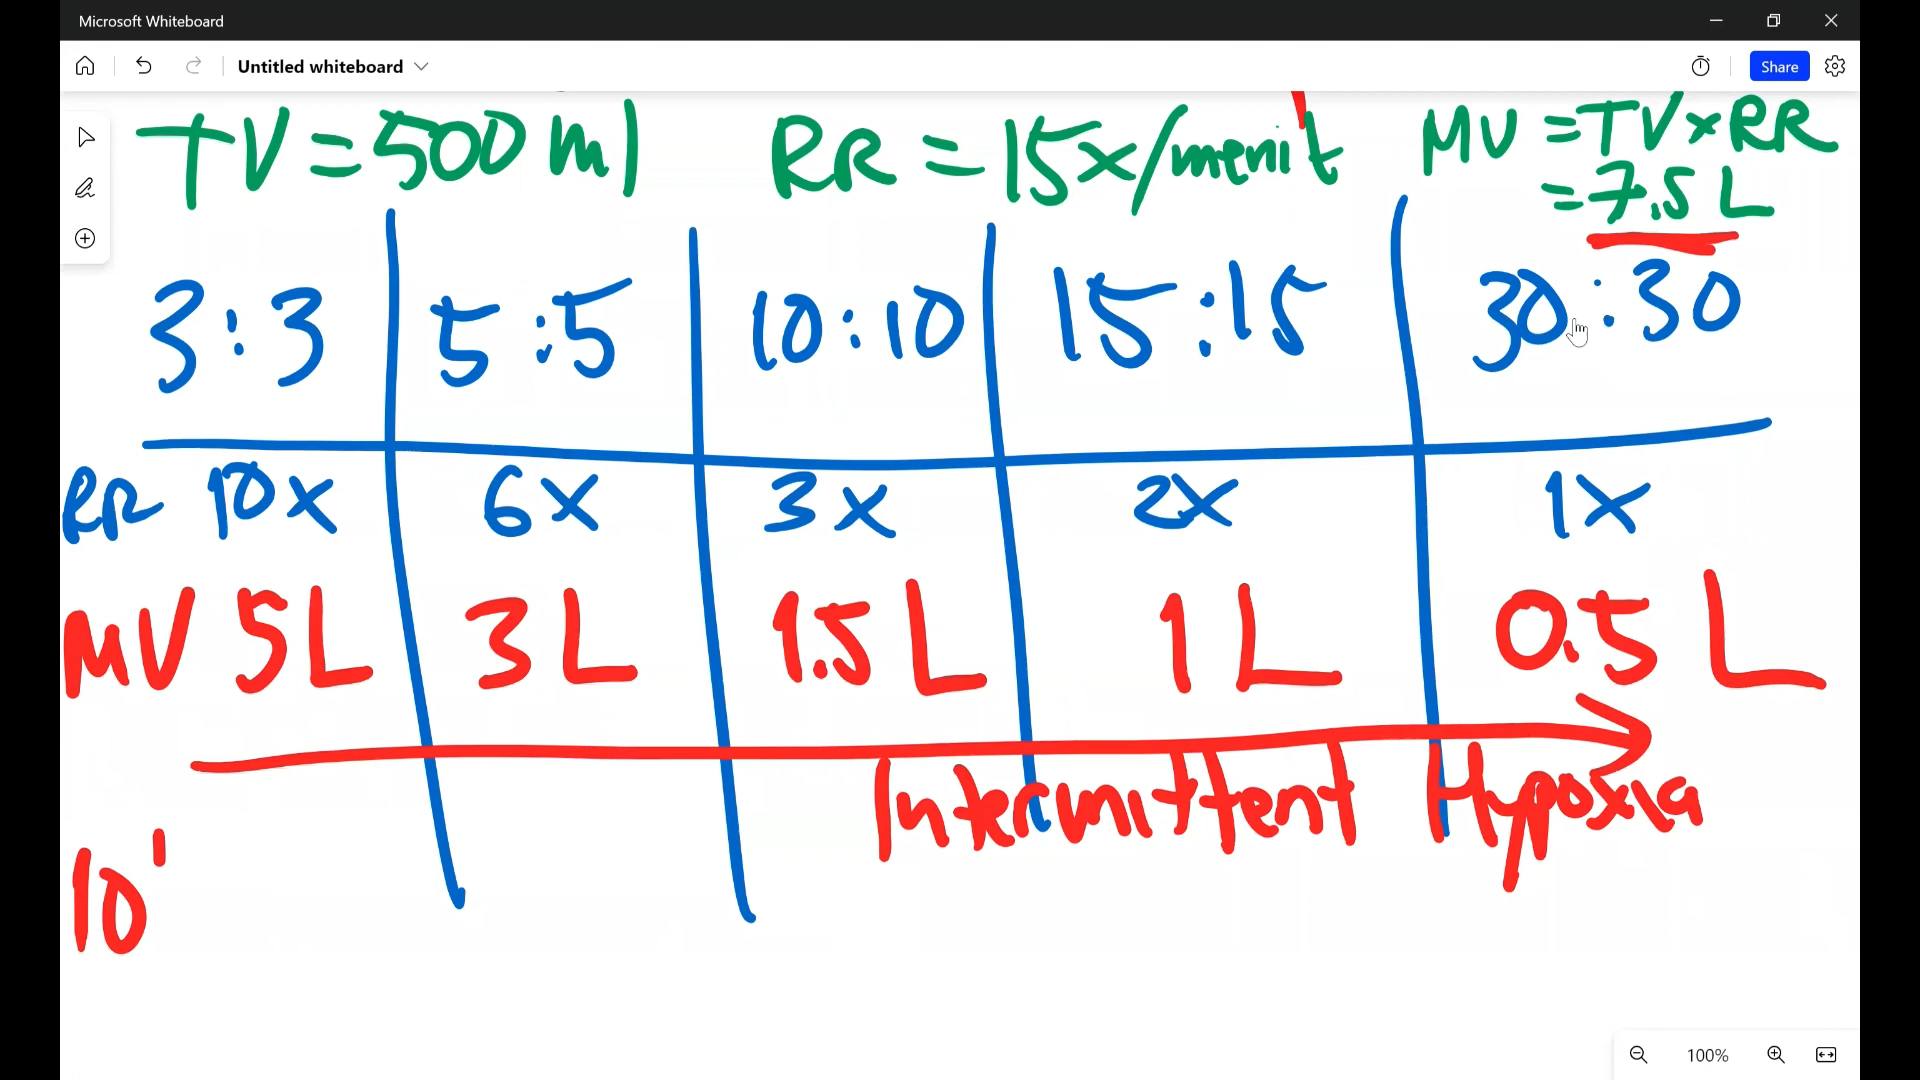 Microsoft Whiteboard
Untitled whiteboard
Share
TV = 500 ml RR = 15x/menit MV = TV x RR
= 7.5 L
3:3 5:5 10:10 15:15 30:30
RR 10x 6x 3x 2x 1x
MV 5L 3L 1.5 L 1 L 0.5 L
Intermittent Hypoxia
10'
100%